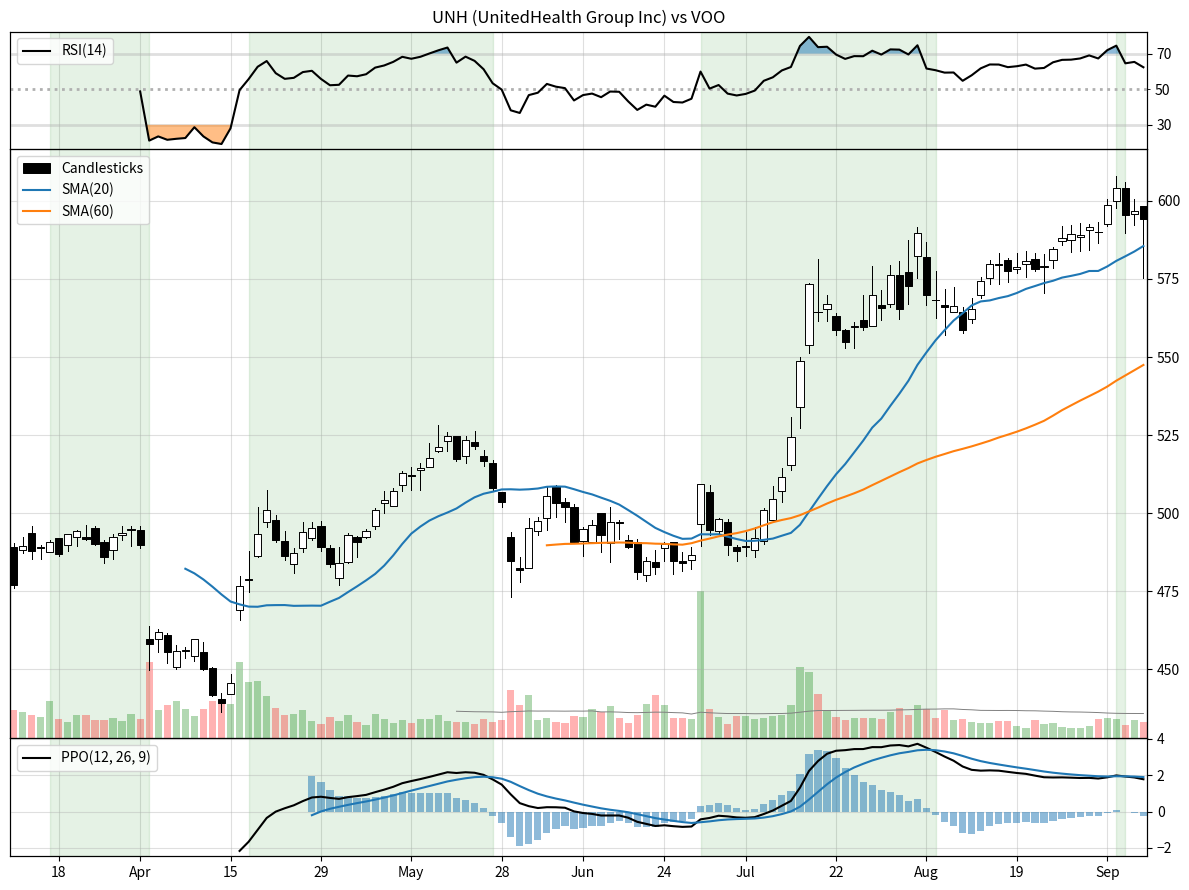 UNH (UnitedHealth Group Inc) vs VOO
RSI(14)
70
50
30
Candlesticks
SMA(20)
SMA(60)
600
575
550
525
500
475
450
PPO(12, 26, 9)
4
2
0
−2
18 Apr 15 29 May 28 Jun 24 Jul 22 Aug 19 Sep